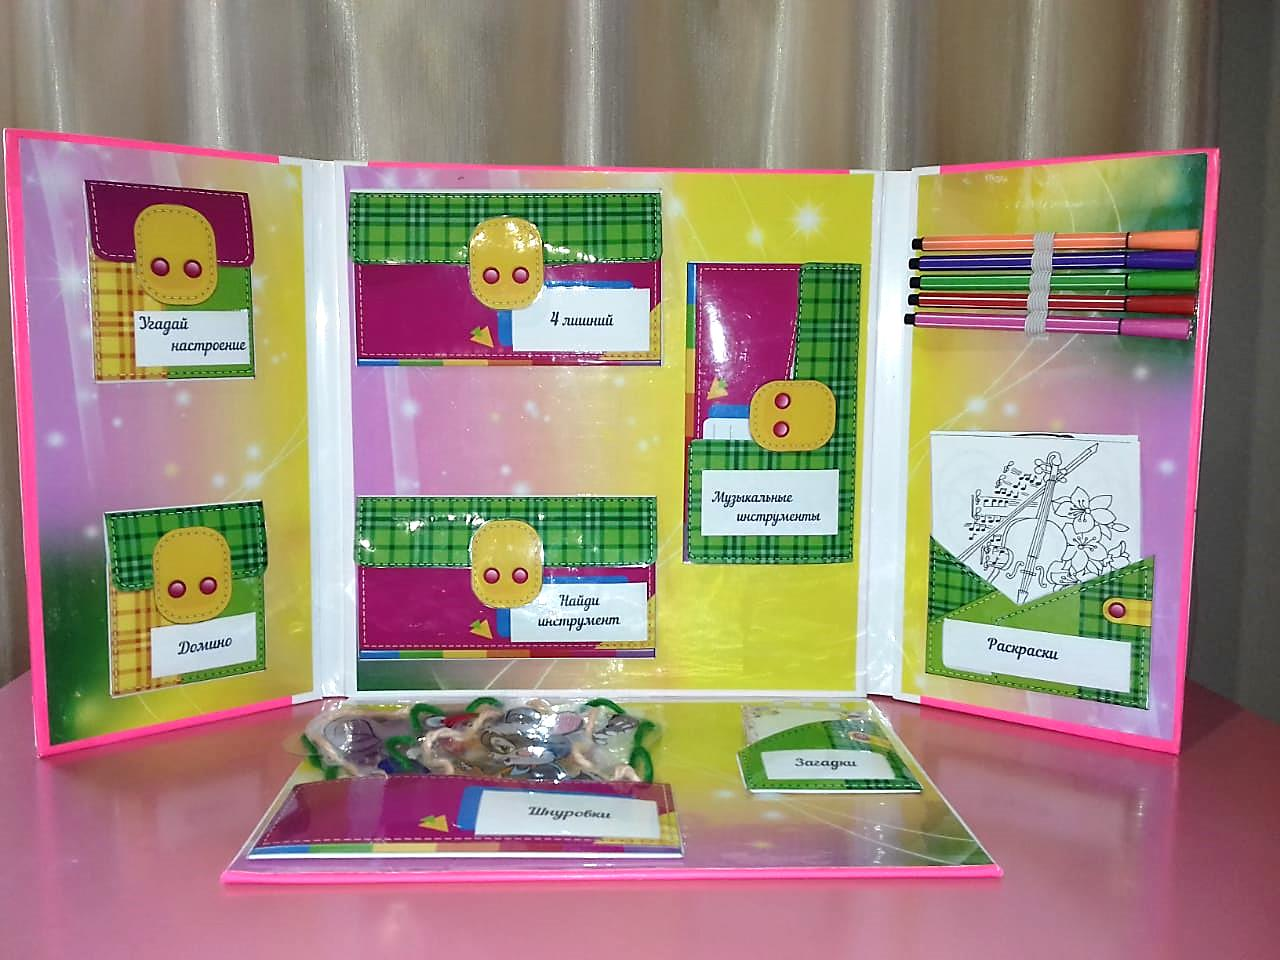 Угадай
настроение
Домино
4 лишний
Найди
инструмент
Музыкальные
инструменты
Раскраски
Шнуровки
Загадки